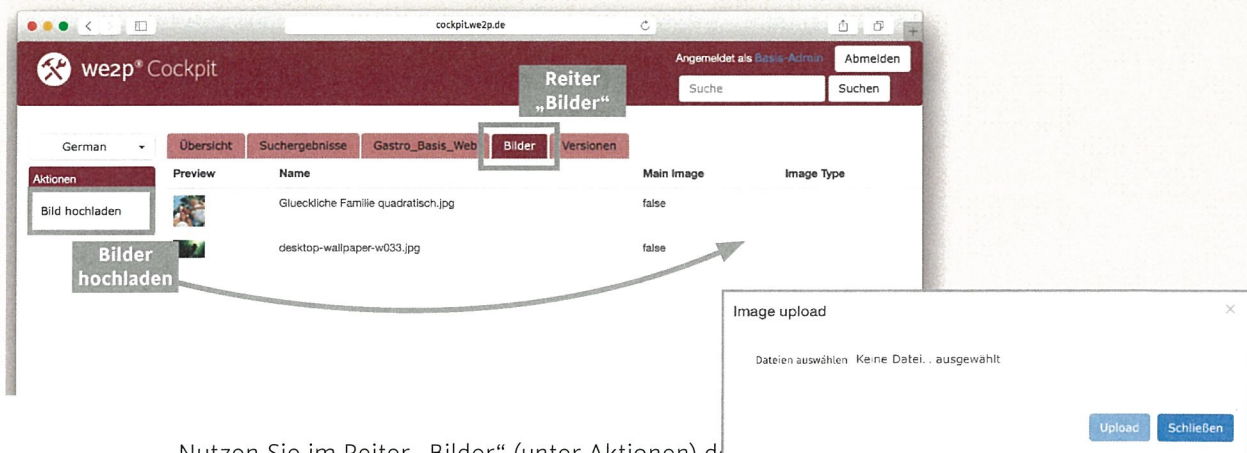 cockpit.we2p.de
we2p® Cockpit
Angemeldet als Basis-Admin
Abmelden
Suche
Suchen
Reiter
„Bilder“
German
Übersicht
Suchergebnisse
Gastro_Basis_Web
Bilder
Versionen
Aktionen
Preview
Name
Main Image
Image Type
Bild hochladen
Glueckliche Familie quadratisch.jpg
false
desktop-wallpaper-w033.jpg
false
Bilder
hochladen
Image upload
Dateien auswählen Keine Datei.. ausgewählt
Upload
Schließen
Nutzen Sie im Reiter „Bilder“ (unter Aktionen)